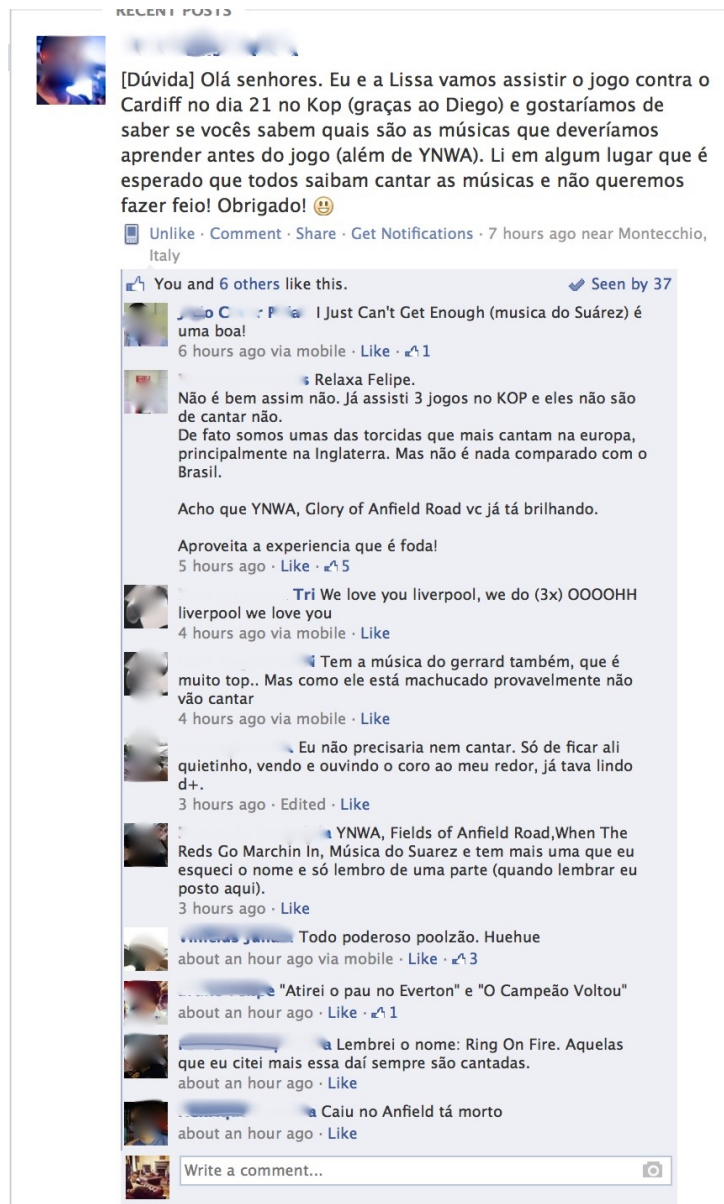 RECENT POSTS
[Dúvida] Olá senhores. Eu e a Lissa vamos assistir o jogo contra o
Cardiff no dia 21 no Kop (graças ao Diego) e gostaríamos de
saber se vocês sabem quais são as músicas que deveríamos
aprender antes do jogo (além de YNWA). Li em algum lugar que é
esperado que todos saibam cantar as músicas e não queremos
fazer feio! Obrigado! 😃
Unlike · Comment · Share · Get Notifications · 7 hours ago near Montecchio,
Italy
You and 6 others like this.
Seen by 37
I Just Can't Get Enough (musica do Suárez) é
uma boa!
6 hours ago via mobile · Like · 1
Relaxa Felipe.
Não é bem assim não. Já assisti 3 jogos no KOP e eles não são
de cantar não.
De fato somos umas das torcidas que mais cantam na europa,
principalmente na Inglaterra. Mas não é nada comparado com o
Brasil.
Acho que YNWA, Glory of Anfield Road vc já tá brilhando.
Aproveita a experiencia que é foda!
5 hours ago · Like · 5
Tri We love you liverpool, we do (3x) OOOOHH
liverpool we love you
4 hours ago via mobile · Like
Tem a música do gerrard também, que é
muito top.. Mas como ele está machucado provavelmente não
vão cantar
4 hours ago via mobile · Like
Eu não precisaria nem cantar. Só de ficar ali
quietinho, vendo e ouvindo o coro ao meu redor, já tava lindo
d+.
3 hours ago · Edited · Like
YNWA, Fields of Anfield Road,When The
Reds Go Marchin In, Música do Suarez e tem mais uma que eu
esqueci o nome e só lembro de uma parte (quando lembrar eu
posto aqui).
3 hours ago · Like
Todo poderoso poolzão. Huehue
about an hour ago via mobile · Like · 3
"Atirei o pau no Everton" e "O Campeão Voltou"
about an hour ago · Like · 1
Lembrei o nome: Ring On Fire. Aquelas
que eu citei mais essa daí sempre são cantadas.
about an hour ago · Like
Caiu no Anfield tá morto
about an hour ago · Like
Write a comment...